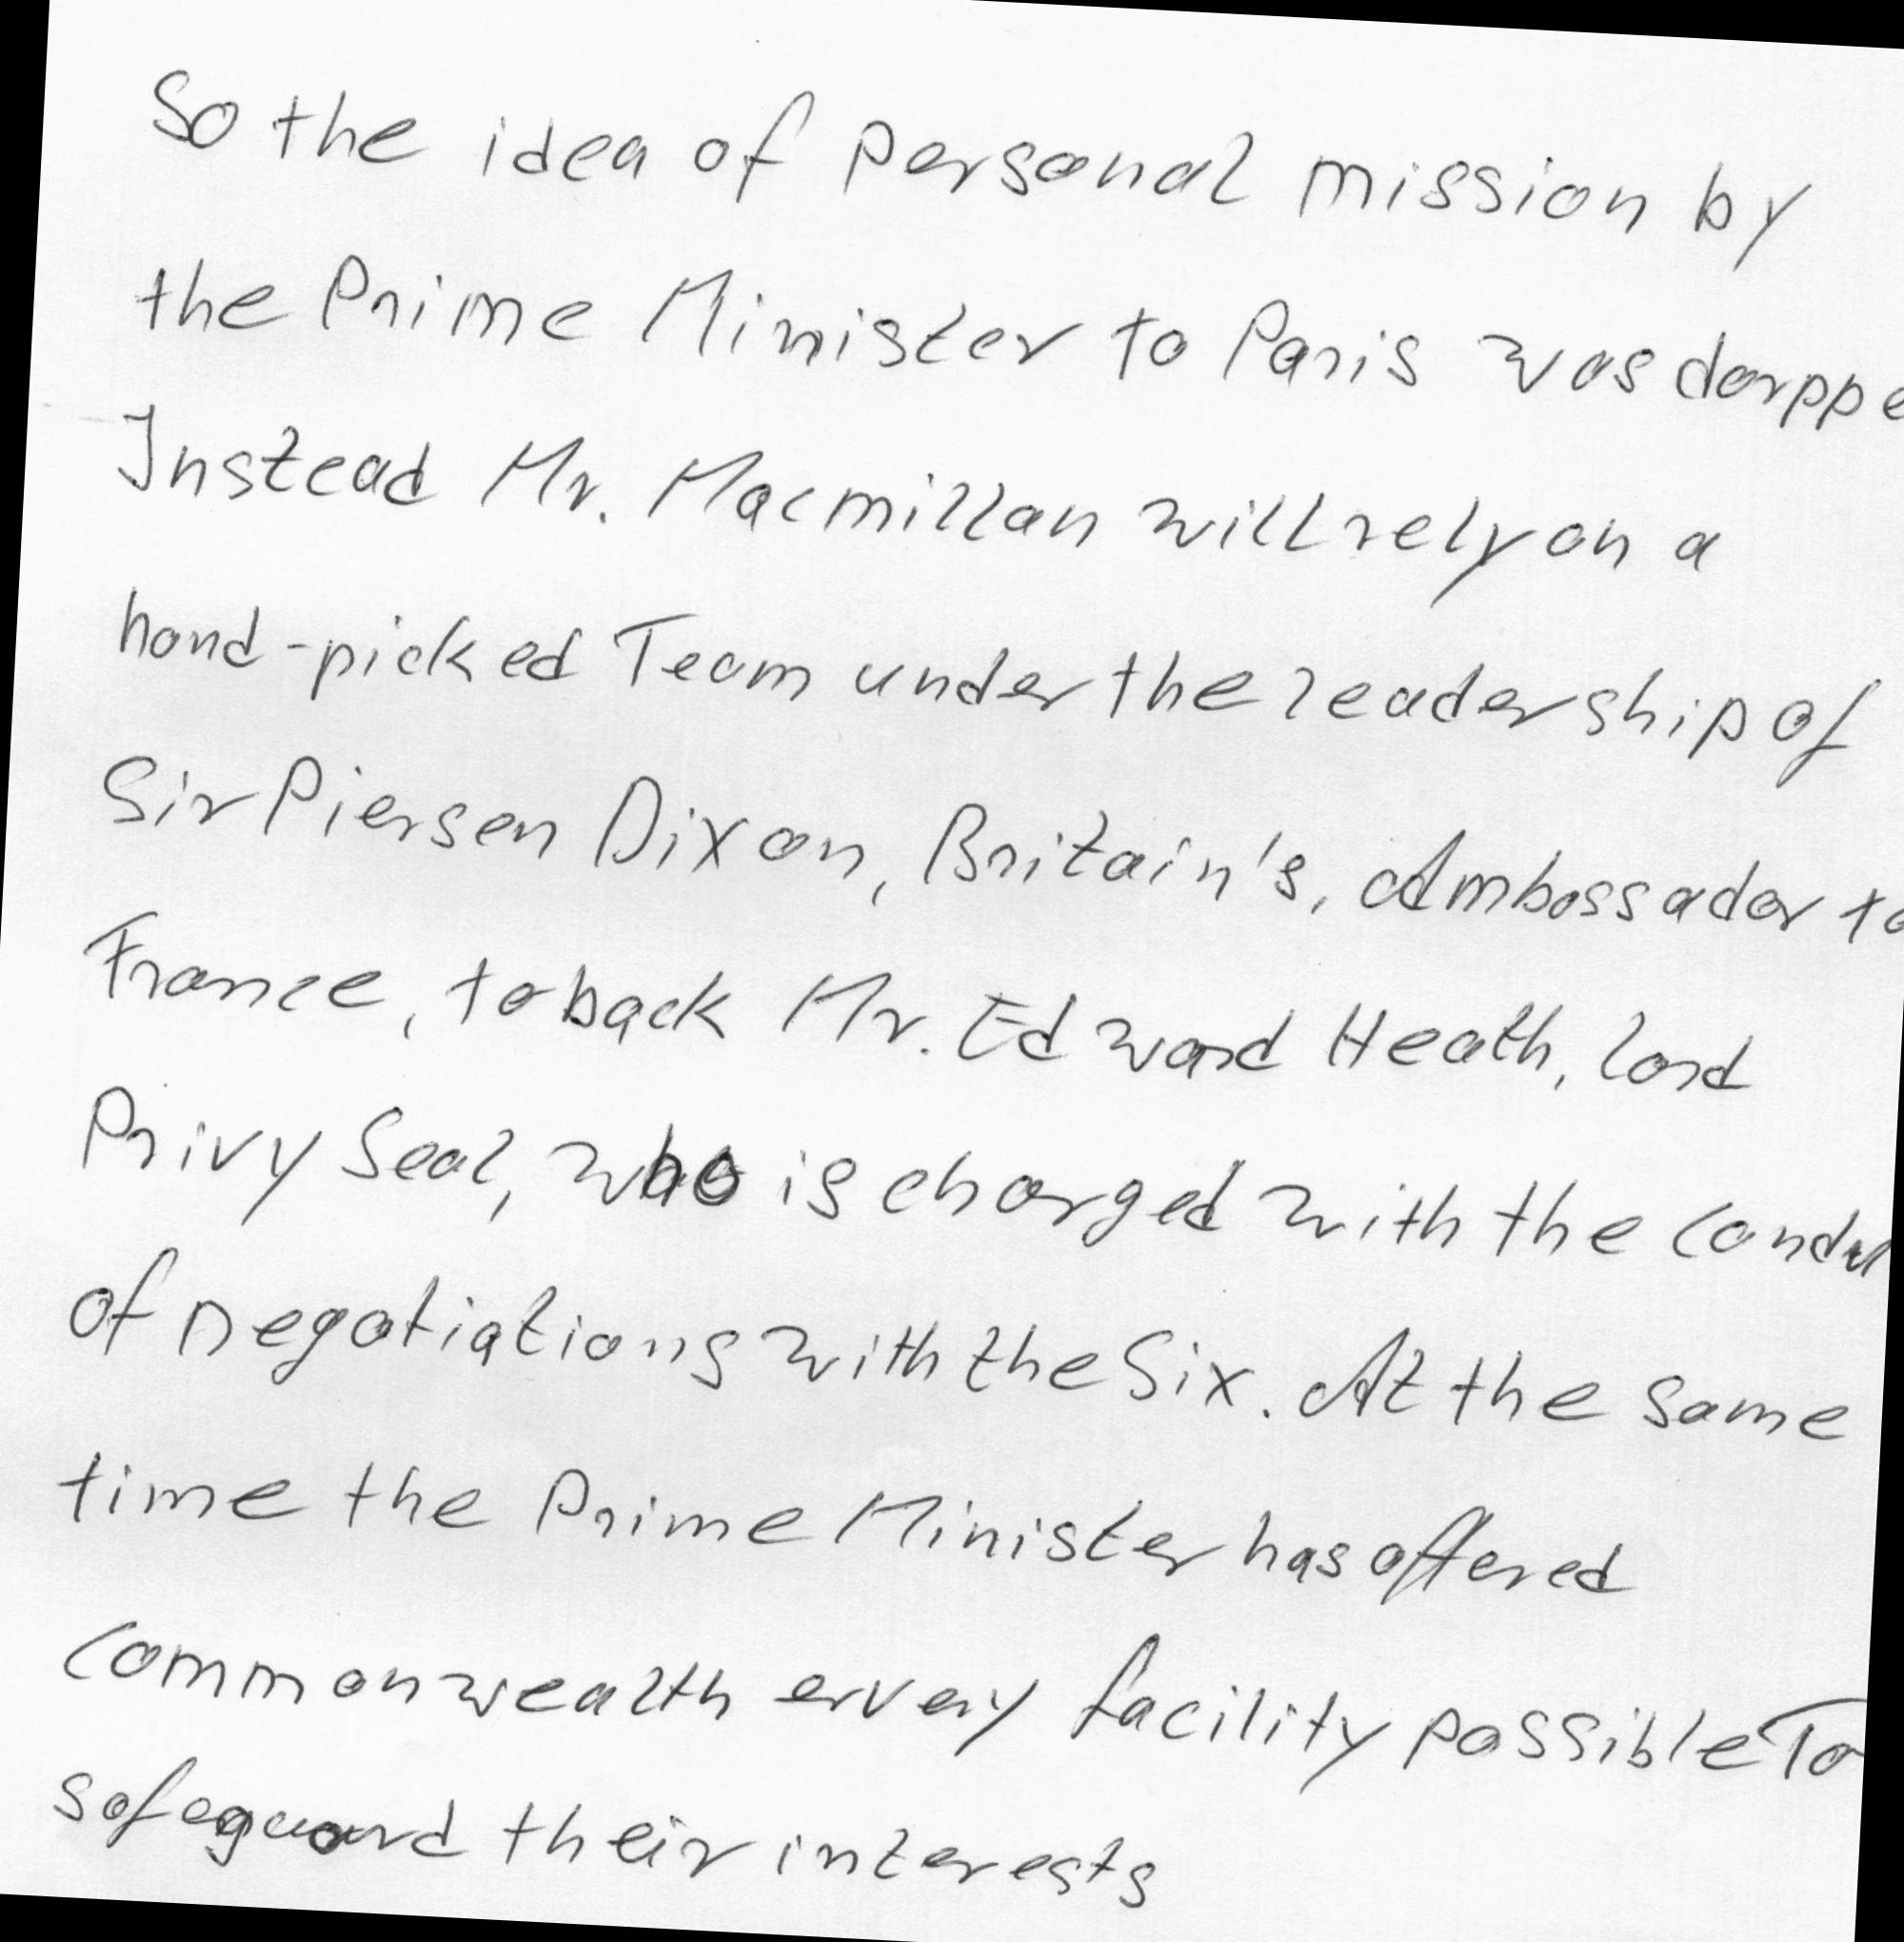 So the idea of personal mission by
the Prime Minister to Paris was dorppe
Instead Mr. Macmillan will rely on a
hand-picked Team under the leadership of
Sir Piersen Dixon, Britain's, Ambassador to
France, to back Mr. Edward Heath, lord
Privy Seal, who is charged with the condu
of negotiations with the Six. At the same
time the Prime Minister has offered
Commonwealth ervery facility possible To
safeguard their interests